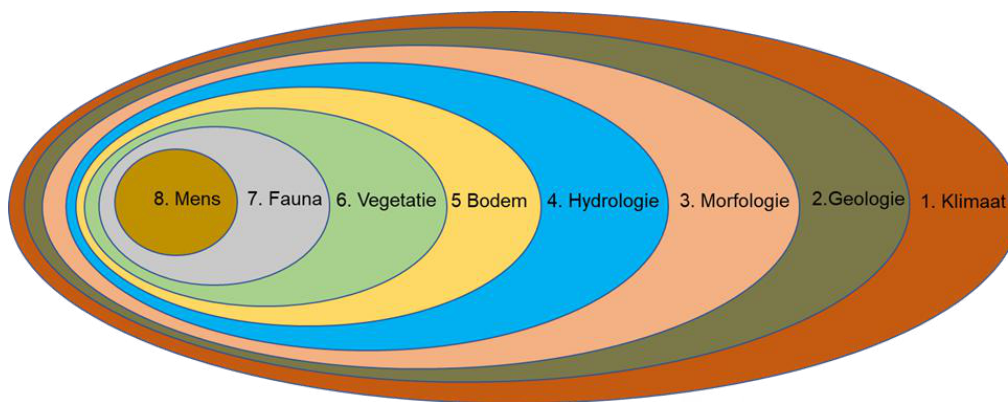 8. Mens 7. Fauna 6. Vegetatie 5 Bodem 4. Hydrologie 3. Morfologie 2.Geologie 1. Klimaat